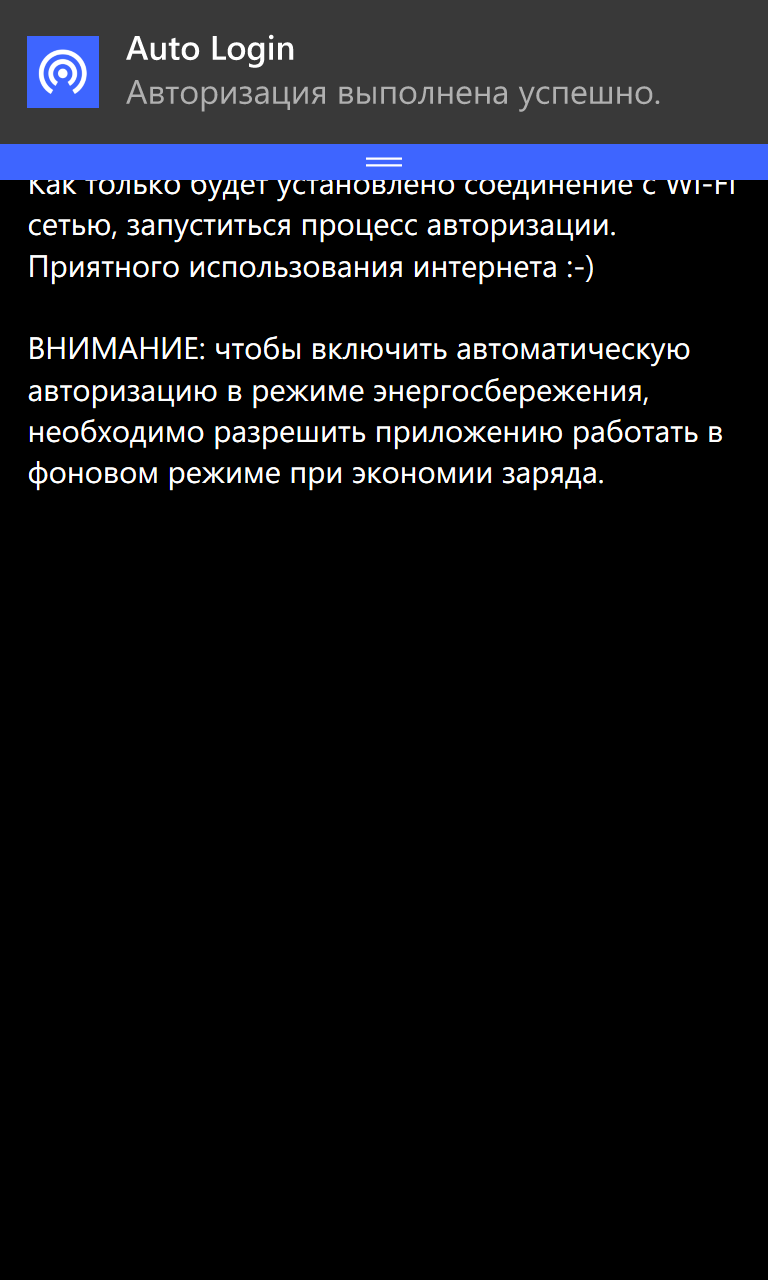 Auto Login
Авторизация выполнена успешно.
Как только будет установлено соединение с Wi-Fi
сетью, запуститься процесс авторизации.
Приятного использования интернета :-)
ВНИМАНИЕ: чтобы включить автоматическую
авторизацию в режиме энергосбережения,
необходимо разрешить приложению работать в
фоновом режиме при экономии заряда.